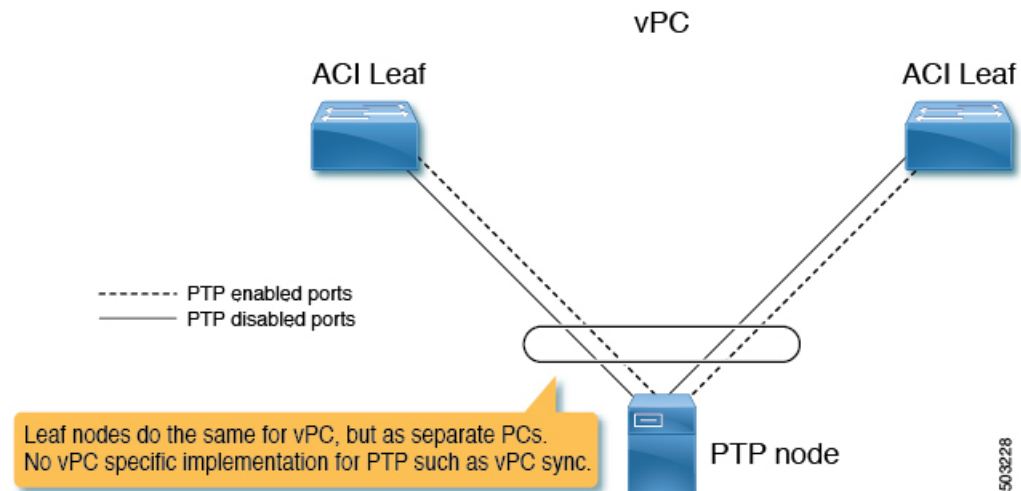 vPC
ACI Leaf
ACI Leaf
PTP enabled ports
PTP disabled ports
Leaf nodes do the same for vPC, but as separate PCs.
No vPC specific implementation for PTP such as vPC sync.
PTP node
503228